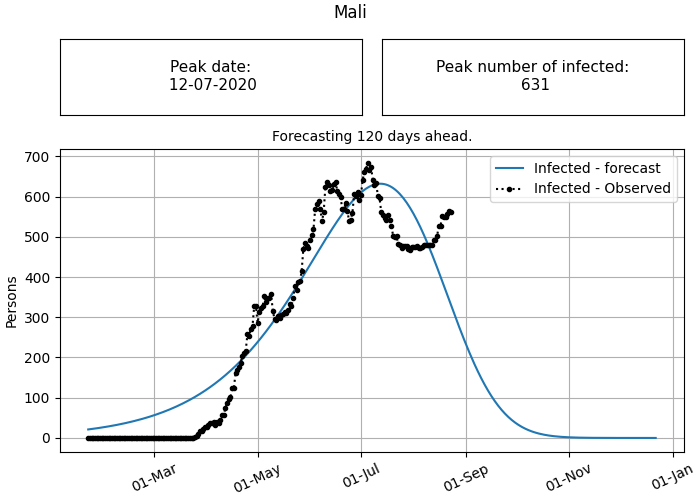 Mali
Peak date:
12-07-2020
Peak number of infected:
631
Forecasting 120 days ahead.
Infected - forecast
Infected - Observed
Persons
700
600
500
400
300
200
100
0
01-Mar
01-May
01-Jul
01-Sep
01-Nov
01-Jan